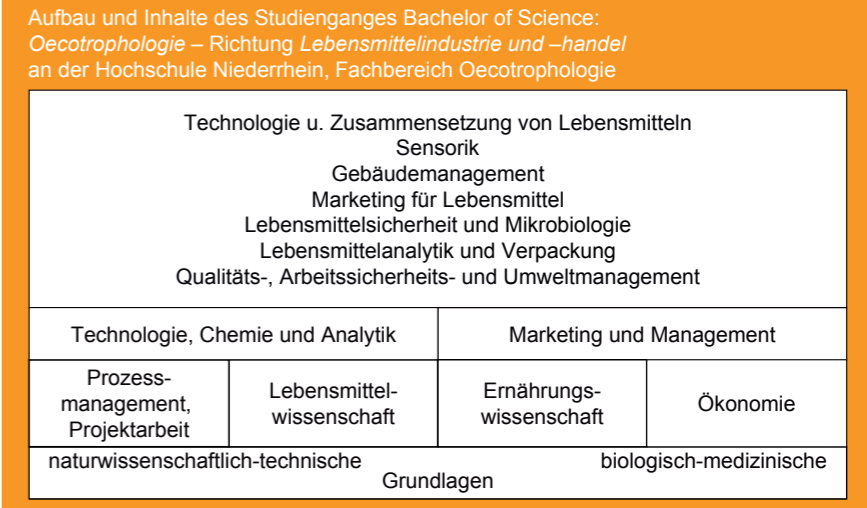 Aufbau und Inhalte des Studienganges Bachelor of Science:
Oecotrophologie – Richtung Lebensmittelindustrie und –handel
an der Hochschule Niederrhein, Fachbereich Oecotrophologie
Technologie u. Zusammensetzung von Lebensmitteln
Sensorik
Gebäudemanagement
Marketing für Lebensmittel
Lebensmittelsicherheit und Mikrobiologie
Lebensmittelanalytik und Verpackung
Qualitäts-, Arbeitssicherheits- und Umweltmanagement
Technologie, Chemie und Analytik
Marketing und Management
Prozess-
management,
Projektarbeit
Lebensmittel-
wissenschaft
Ernährungs-
wissenschaft
Ökonomie
naturwissenschaftlich-technische
biologisch-medizinische
Grundlagen